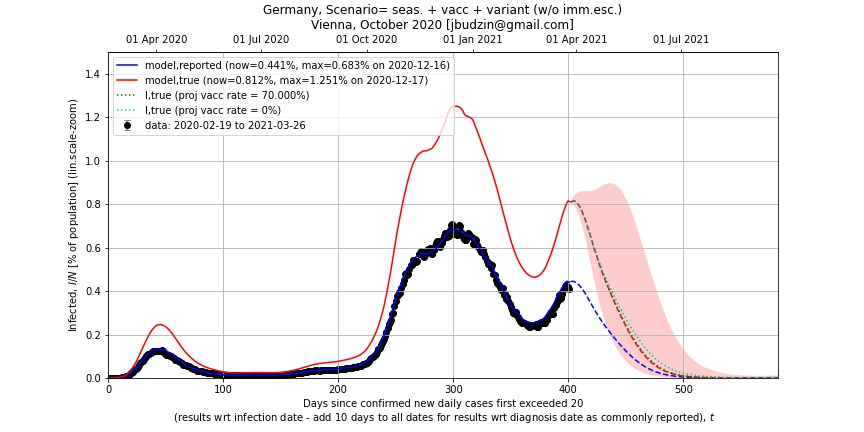 Germany, Scenario= seas. + vacc + variant (w/o imm.esc.)
Vienna, October 2020 [jbudzin@gmail.com]
01 Apr 2020 01 Jul 2020 01 Oct 2020 01 Jan 2021 01 Apr 2021 01 Jul 2021
model,reported (now=0.441%, max=0.683% on 2020-12-16)
model,true (now=0.812%, max=1.251% on 2020-12-17)
I,true (proj vacc rate = 70.000%)
I,true (proj vacc rate = 0%)
data: 2020-02-19 to 2021-03-26
Infected, I/N [% of population] (lin.scale-zoom)
1.4
1.2
1.0
0.8
0.6
0.4
0.2
0.0
0 100 200 300 400 500
Days since confirmed new daily cases first exceeded 20
(results wrt infection date - add 10 days to all dates for results wrt diagnosis date as commonly reported), t